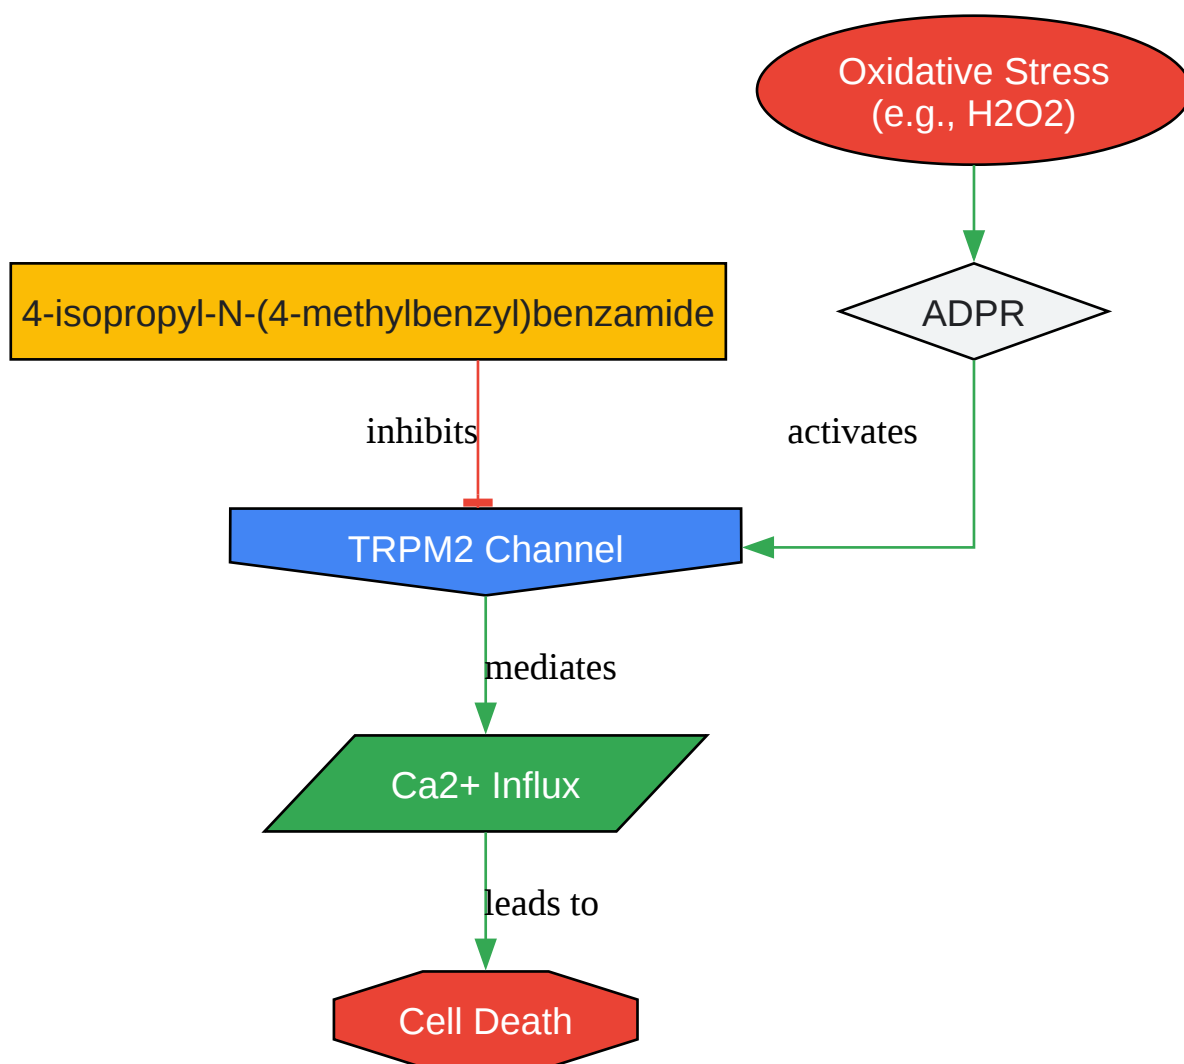 Oxidative Stress
(e.g., H2O2)
4-isopropyl-N-(4-methylbenzyl)benzamide
ADPR
inhibits
activates
TRPM2 Channel
mediates
Ca2+ Influx
leads to
Cell Death